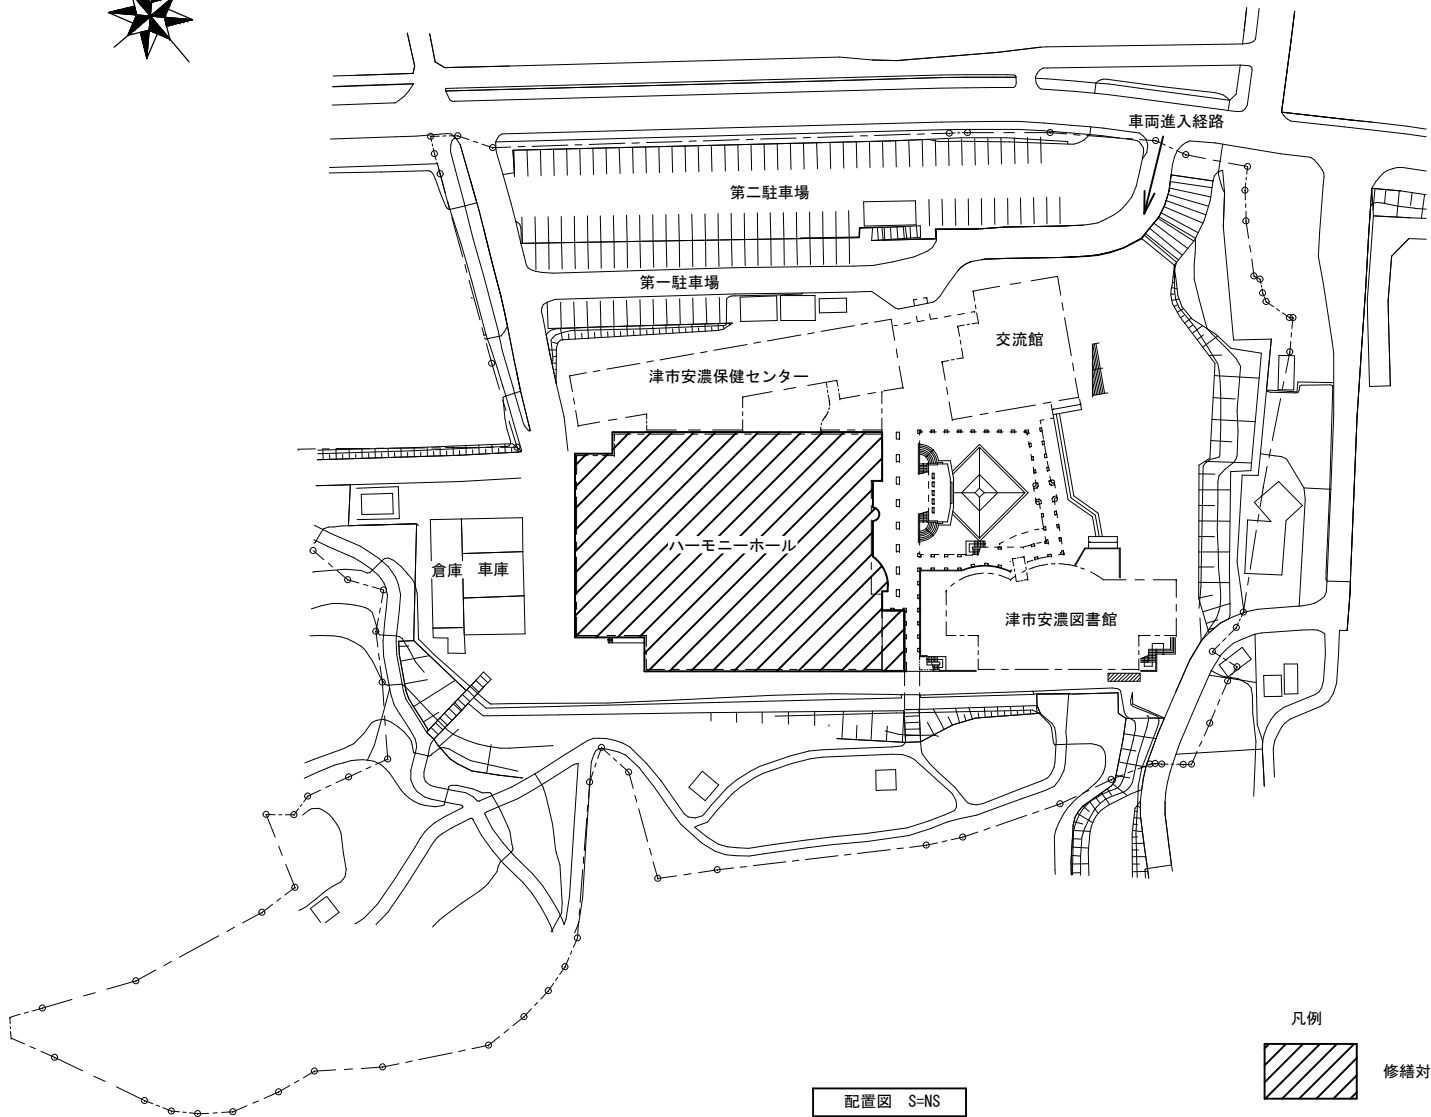 車両進入経路
第二駐車場
第一駐車場
交流館
津市安濃保健センター
ハーモニーホール
倉庫
車庫
津市安濃図書館
凡例
修繕対
配置図 S=NS